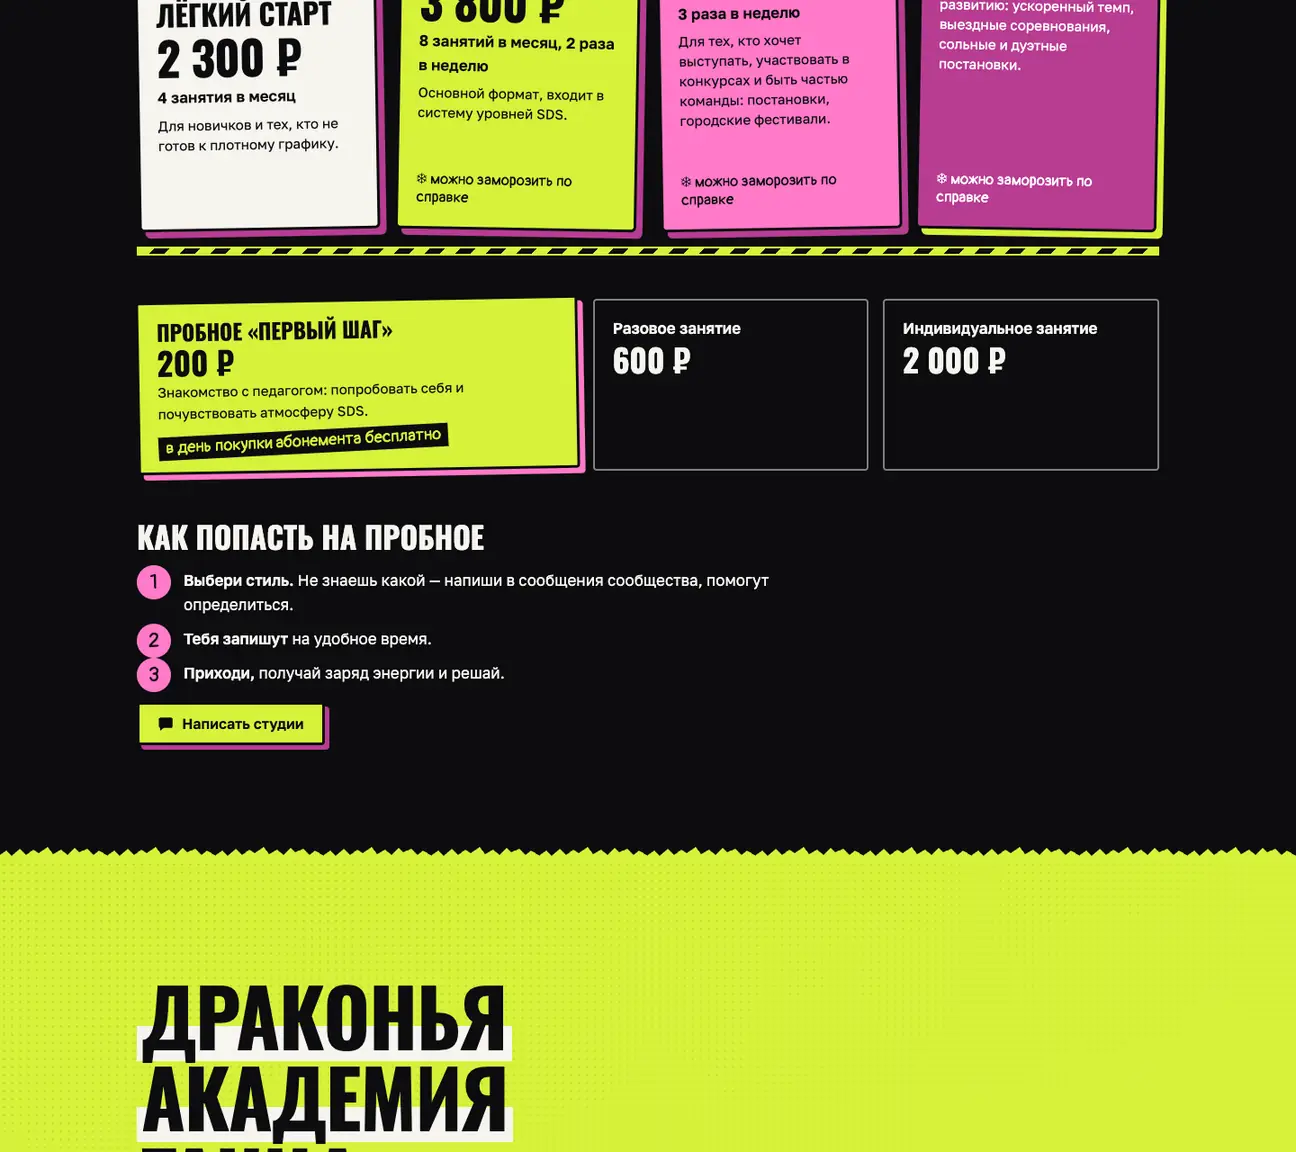 ЛЁГКИЙ СТАРТ
2 300 ₽
4 занятия в месяц
Для новичков и тех, кто не
готов к плотному графику.
3 800 ₽
8 занятий в месяц, 2 раза
в неделю
Основной формат, входит в
систему уровней SDS.
❄ можно заморозить по
справке
3 раза в неделю
Для тех, кто хочет
выступать, участвовать в
конкурсах и быть частью
команды: постановки,
городские фестивали.
❄ можно заморозить по
справке
развитию: ускоренный темп,
выездные соревнования,
сольные и дуэтные
постановки.
❄ можно заморозить по
справке
ПРОБНОЕ «ПЕРВЫЙ ШАГ»
200 ₽
Знакомство с педагогом: попробовать себя и
почувствовать атмосферу SDS.
в день покупки абонемента бесплатно
Разовое занятие
600 ₽
Индивидуальное занятие
2 000 ₽
КАК ПОПАСТЬ НА ПРОБНОЕ
1 Выбери стиль. Не знаешь какой — напиши в сообщения сообщества, помогут
определиться.
2 Тебя запишут на удобное время.
3 Приходи, получай заряд энергии и решай.
Написать студии
ДРАКОНЬЯ
АКАДЕМИЯ